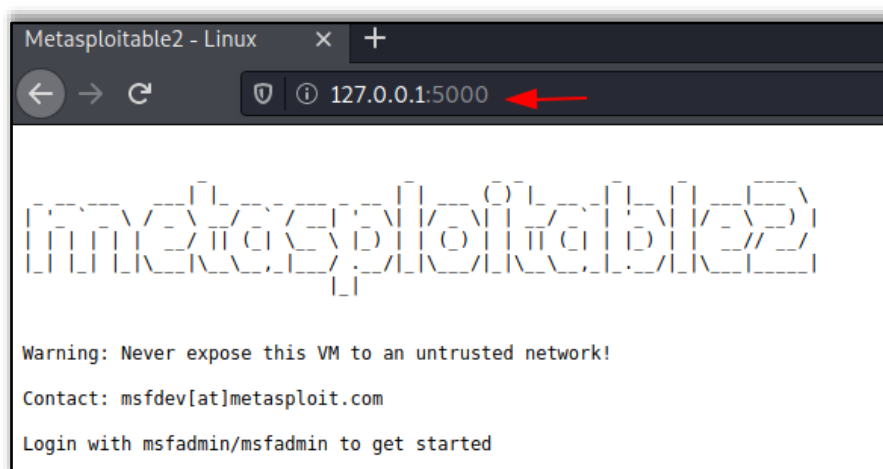 Metasploitable2 - Linux
127.0.0.1:5000
metasploitable2
Warning: Never expose this VM to an untrusted network!
Contact: msfdev[at]metasploit.com
Login with msfadmin/msfadmin to get started